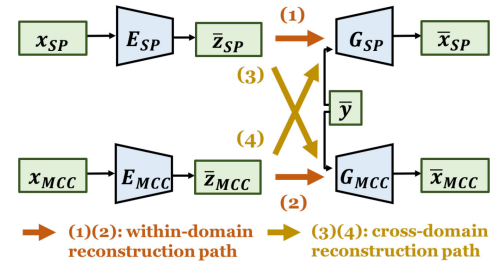 (1)
x_SP E_SP z̄_SP G_SP x̄_SP
(3)
ȳ
(4)
x_MCC E_MCC z̄_MCC G_MCC x̄_MCC
(2)
(1)(2): within-domain reconstruction path
(3)(4): cross-domain reconstruction path